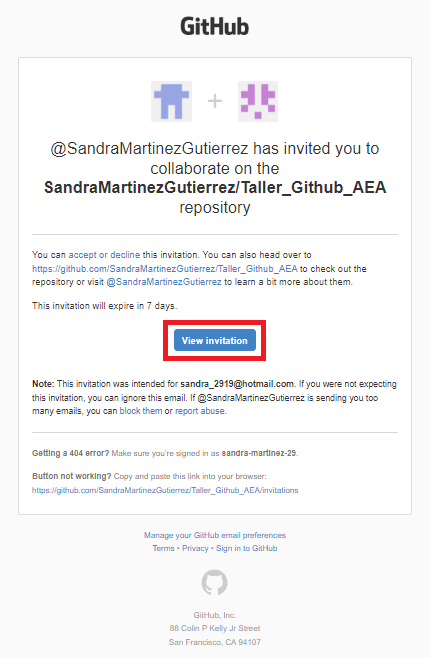 GitHub
+
@SandraMartinezGutierrez has invited you to
collaborate on the
SandraMartinezGutierrez/Taller_Github_AEA
repository
You can accept or decline this invitation. You can also head over to
https://github.com/SandraMartinezGutierrez/Taller_Github_AEA to check out the
repository or visit @SandraMartinezGutierrez to learn a bit more about them.
This invitation will expire in 7 days.
View invitation
Note: This invitation was intended for sandra_2919@hotmail.com. If you were not expecting
this invitation, you can ignore this email. If @SandraMartinezGutierrez is sending you too
many emails, you can block them or report abuse.
Getting a 404 error? Make sure you're signed in as sandra-martinez-29.
Button not working? Copy and paste this link into your browser:
https://github.com/SandraMartinezGutierrez/Taller_Github_AEA/invitations
Manage your GitHub email preferences
Terms • Privacy • Sign in to GitHub
GitHub, Inc.
88 Colin P Kelly Jr Street
San Francisco, CA 94107